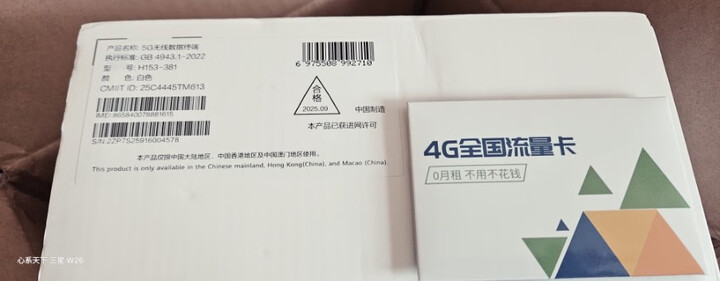 产品名称: 5G无线数据终端
执行标准: GB 4943.1-2022
型 号: H153-381
颜 色: 白色
CMIIT ID: 25C4445TM613
IMEI:865840078881615
S/N:2ZP7S25916004578
6 975508 992710
合格
2025.09
中国制造
本产品已获进网许可
本产品仅授中国大陆地区、中国香港地区及中国澳门地区使用。
This product is only available in the Chinese mainland, Hong Kong(China), and Macao (China).
4G全国流量卡
0月租 不用不花钱
心系天下 三星 W26